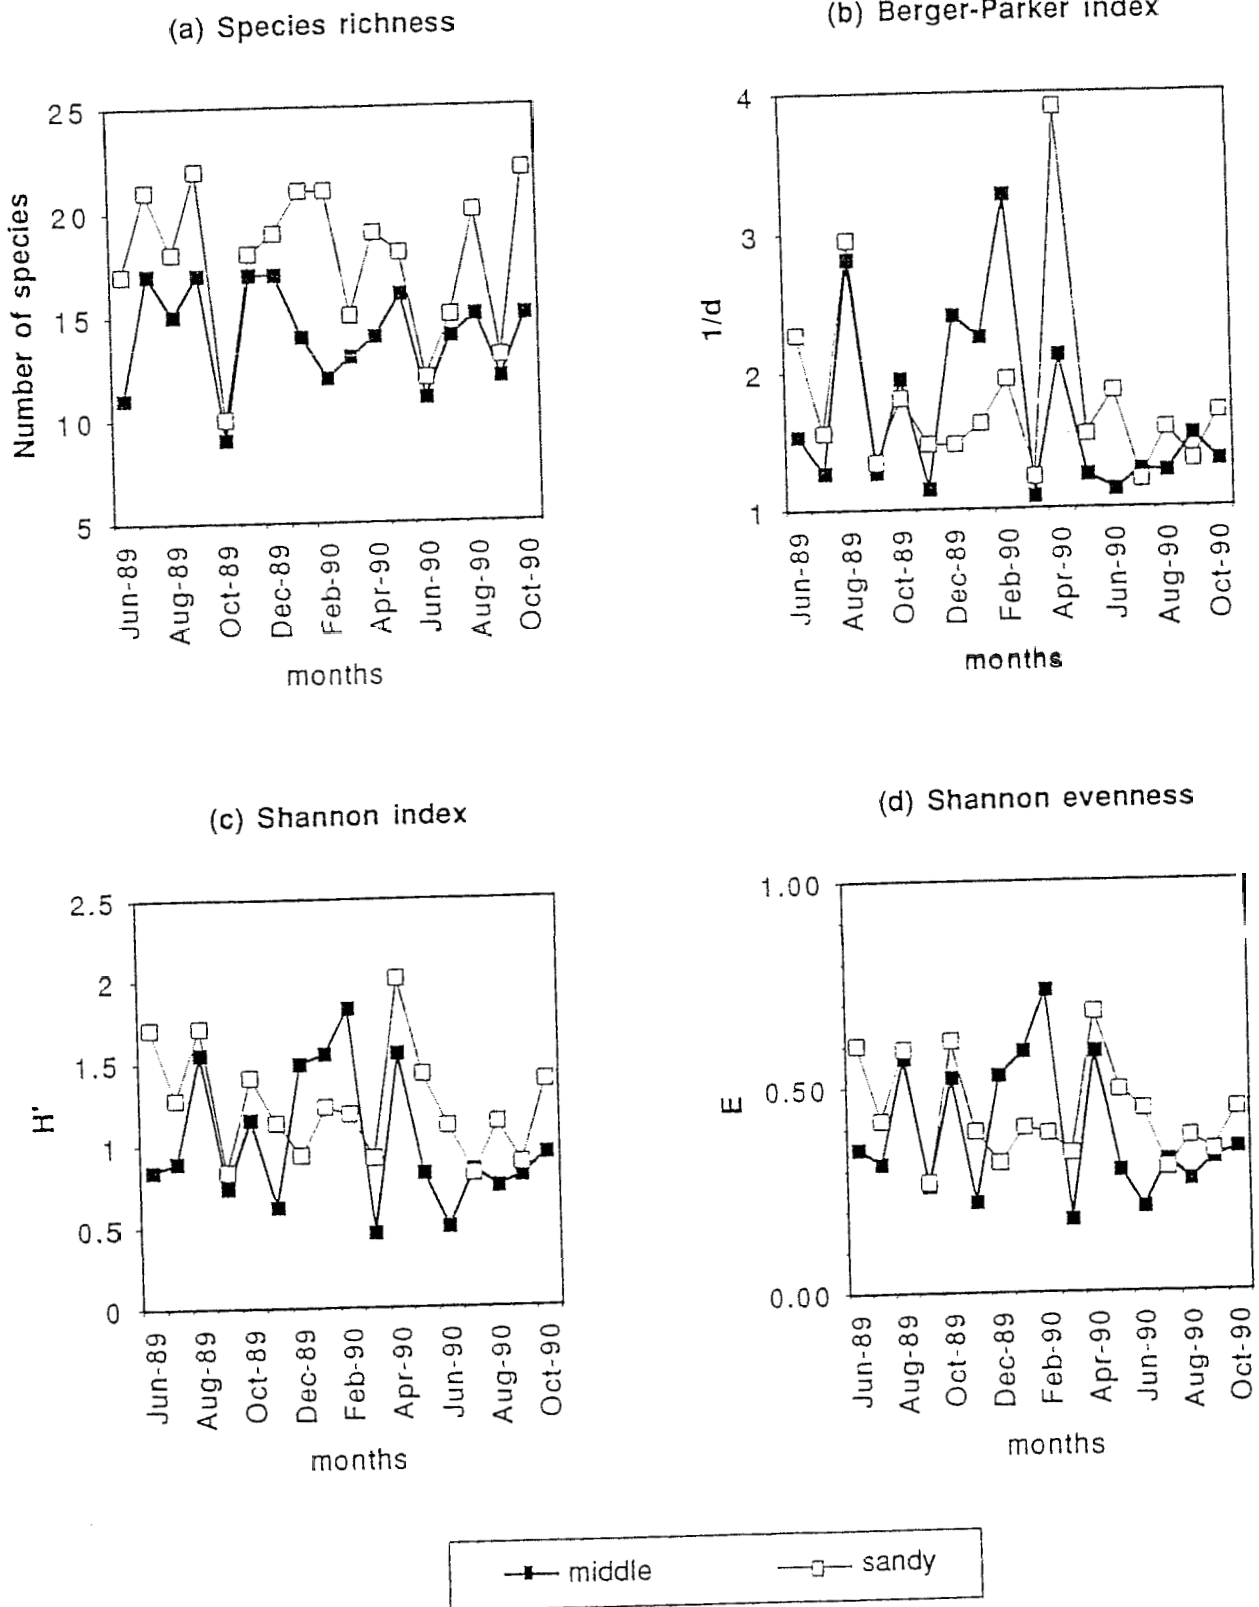 (a) Species richness
Number of species
25
20
15
10
5
Jun-89
Aug-89
Oct-89
Dec-89
Feb-90
Apr-90
Jun-90
Aug-90
Oct-90
months
(b) Berger-Parker index
1/d
4
3
2
1
Jun-89
Aug-89
Oct-89
Dec-89
Feb-90
Apr-90
Jun-90
Aug-90
Oct-90
months
(c) Shannon index
H'
2.5
2
1.5
1
0.5
0
Jun-89
Aug-89
Oct-89
Dec-89
Feb-90
Apr-90
Jun-90
Aug-90
Oct-90
months
(d) Shannon evenness
E
1.00
0.50
0.00
Jun-89
Aug-89
Oct-89
Dec-89
Feb-90
Apr-90
Jun-90
Aug-90
Oct-90
months
middle
sandy